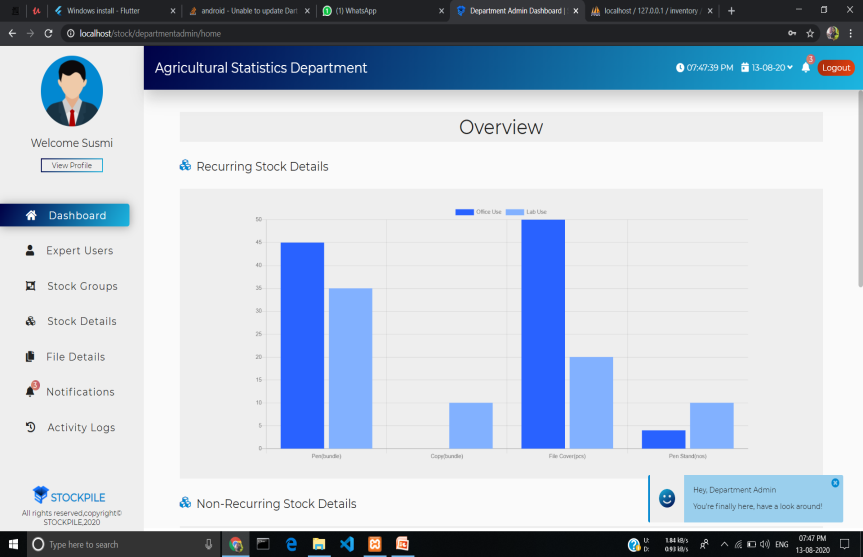 Windows install - Flutter
android - Unable to update Dart
(1) WhatsApp
Department Admin Dashboard |
localhost / 127.0.0.1 / inventory
localhost/stock/departmentadmin/home
Agricultural Statistics Department
07:47:39 PM
13-08-20
3
Logout
Welcome Susmi
View Profile
Dashboard
Expert Users
Stock Groups
Stock Details
File Details
3
Notifications
Activity Logs
STOCKPILE
All rights reserved,copyright©
STOCKPILE,2020
Overview
Recurring Stock Details
Office Use
Lab Use
50
45
40
35
30
25
20
15
10
5
0
Pen(bundle)
Copy(bundle)
File Cover(pcs)
Pen Stand(nos)
Non-Recurring Stock Details
Hey, Department Admin
You're finally here, have a look around!
Type here to search
U: 1.84 kB/s
D: 0.93 kB/s
ENG
07:47 PM
13-08-2020